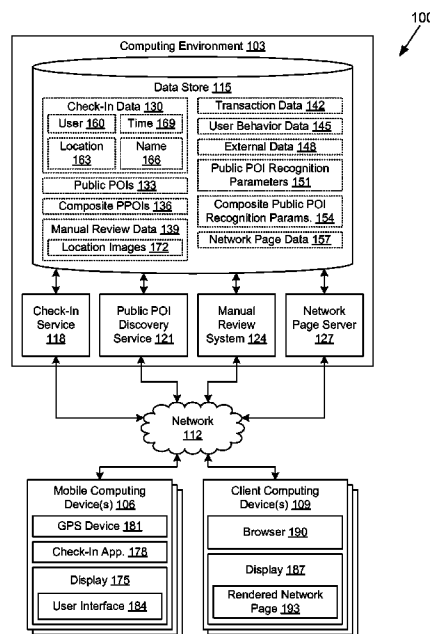 100
Computing Environment 103
Data Store 115
Check-In Data 130
User 160
Time 169
Location
163
Name
166
Public POIs 133
Composite PPOIs 136
Manual Review Data 139
Location Images 172
Transaction Data 142
User Behavior Data 145
External Data 148
Public POI Recognition
Parameters 151
Composite Public POI
Recognition Params. 154
Network Page Data 157
Check-In
Service
118
Public POI
Discovery
Service 121
Manual
Review
System 124
Network
Page Server
127
Network
112
Mobile Computing
Device(s) 106
GPS Device 181
Check-In App. 178
Display 175
User Interface 184
Client Computing
Device(s) 109
Browser 190
Display 187
Rendered Network
Page 193